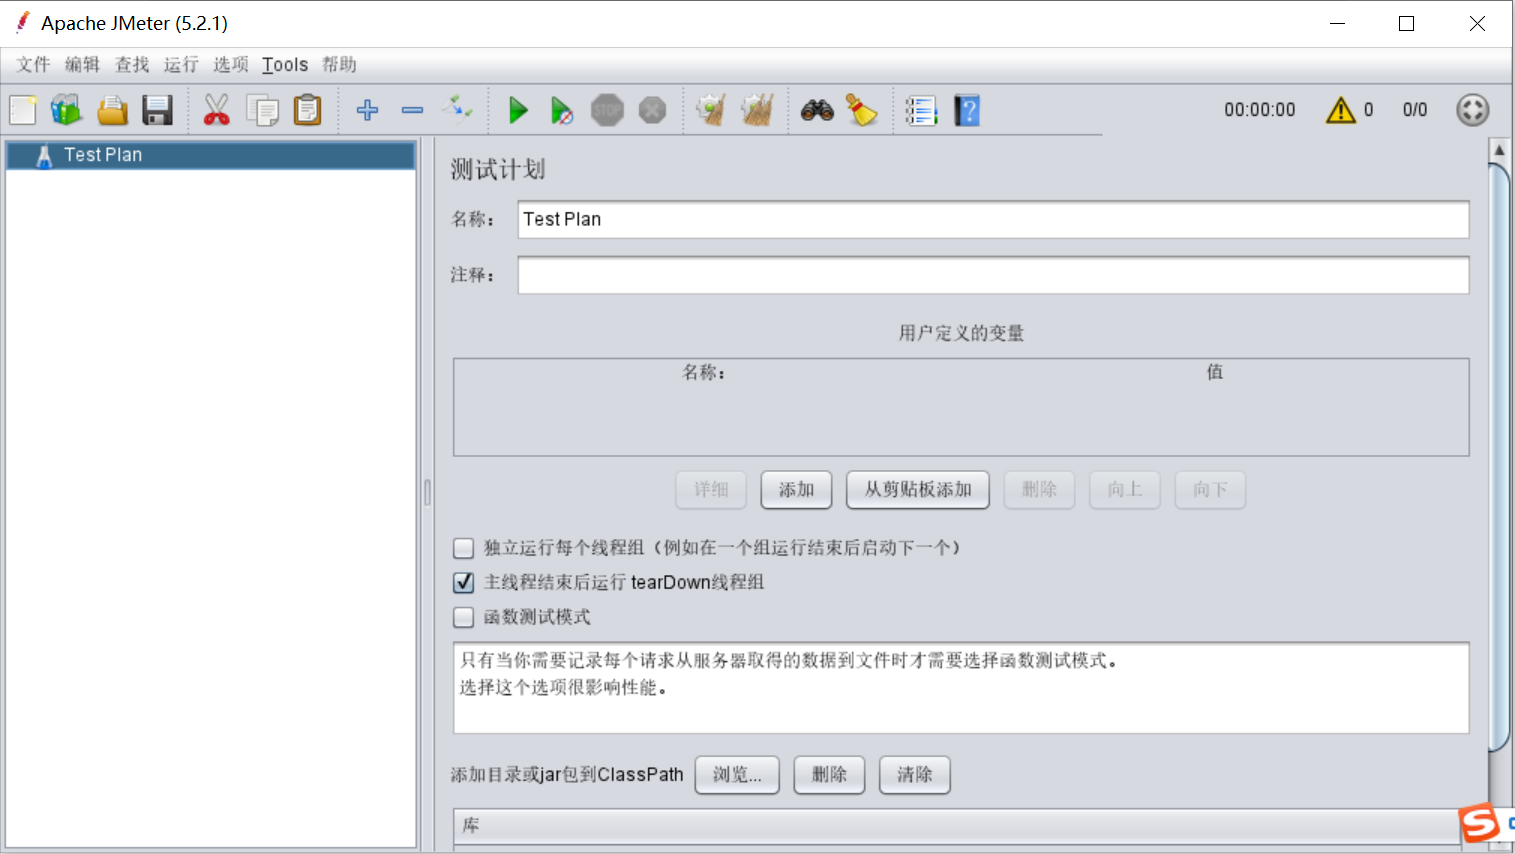 Apache JMeter (5.2.1)
文件 编辑 查找 运行 选项 Tools 帮助
STOP
00:00:00 0 0/0
Test Plan
测试计划
名称： Test Plan
注释：
用户定义的变量
名称： 值
详细 添加 从剪贴板添加 删除 向上 向下
独立运行每个线程组（例如在一个组运行结束后启动下一个）
主线程结束后运行 tearDown线程组
函数测试模式
只有当你需要记录每个请求从服务器取得的数据到文件时才需要选择函数测试模式。
选择这个选项很影响性能。
添加目录或jar包到ClassPath 浏览... 删除 清除
库